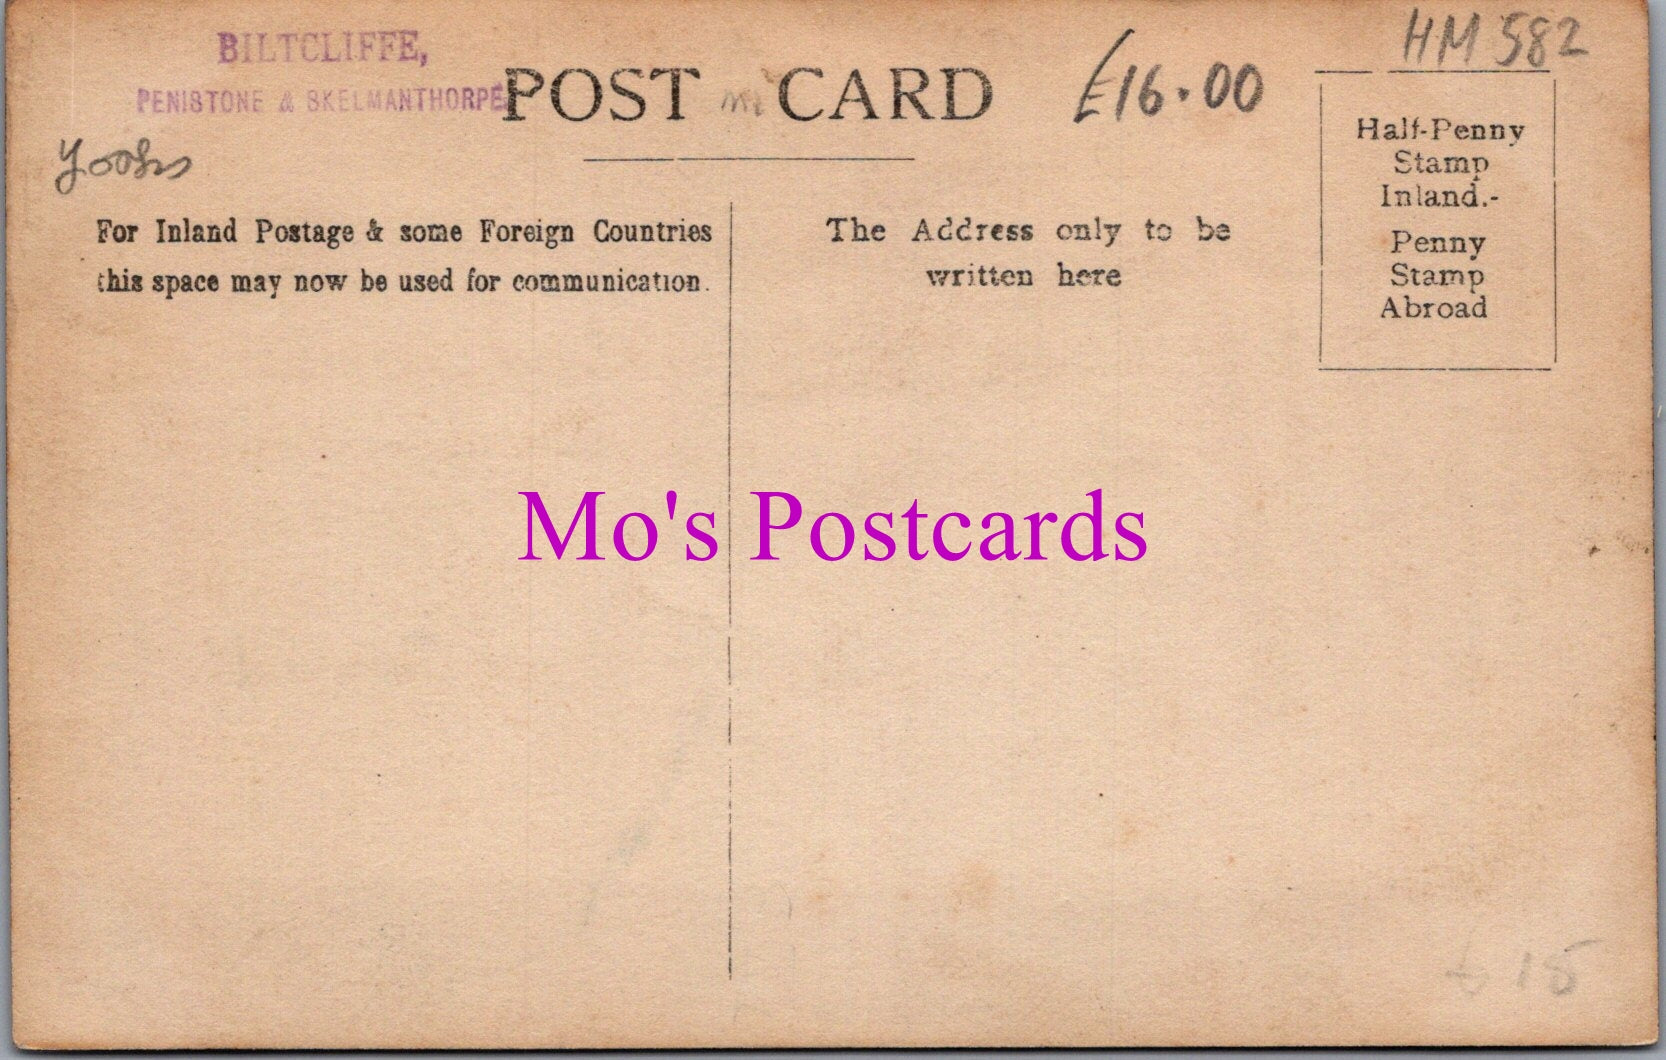 BILTCLIFFE,
PENISTONE & SKELMANTHORPE
POST CARD
£16.00
HM 582
Yorks
For Inland Postage & some Foreign Countries
this space may now be used for communication.
The Address only to be
written here
Half-Penny
Stamp
Inland.-
Penny
Stamp
Abroad
Mo's Postcards
15